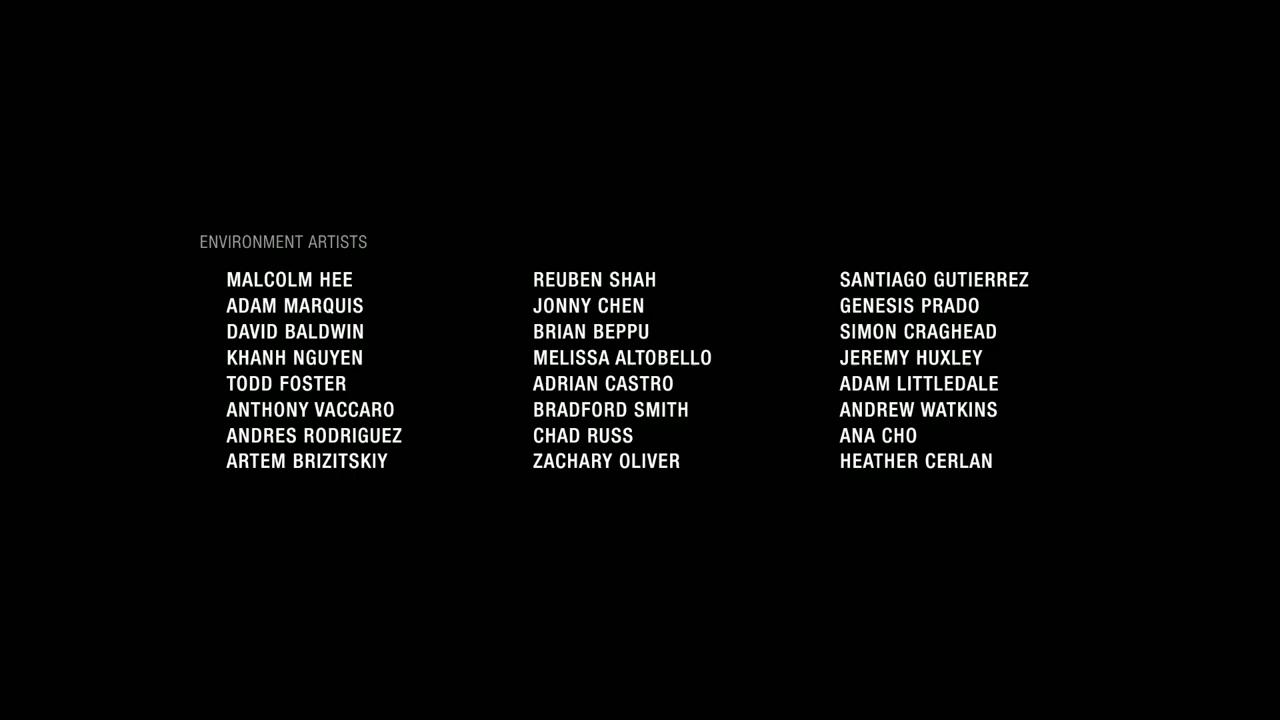 ENVIRONMENT ARTISTS
MALCOLM HEE
ADAM MARQUIS
DAVID BALDWIN
KHANH NGUYEN
TODD FOSTER
ANTHONY VACCARO
ANDRES RODRIGUEZ
ARTEM BRIZITSKIY
REUBEN SHAH
JONNY CHEN
BRIAN BEPPU
MELISSA ALTOBELLO
ADRIAN CASTRO
BRADFORD SMITH
CHAD RUSS
ZACHARY OLIVER
SANTIAGO GUTIERREZ
GENESIS PRADO
SIMON CRAGHEAD
JEREMY HUXLEY
ADAM LITTLEDALE
ANDREW WATKINS
ANA CHO
HEATHER CERLAN